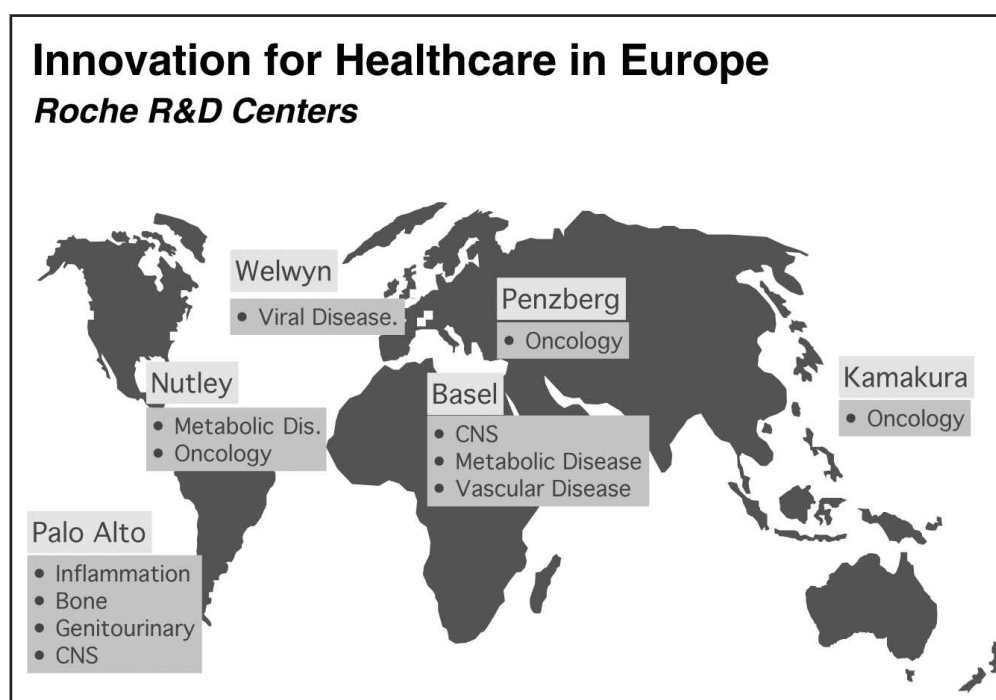 Innovation for Healthcare in Europe
Roche R&D Centers
Welwyn
• Viral Disease.
Penzberg
• Oncology
Nutley
• Metabolic Dis.
• Oncology
Basel
• CNS
• Metabolic Disease
• Vascular Disease
Kamakura
• Oncology
Palo Alto
• Inflammation
• Bone
• Genitourinary
• CNS